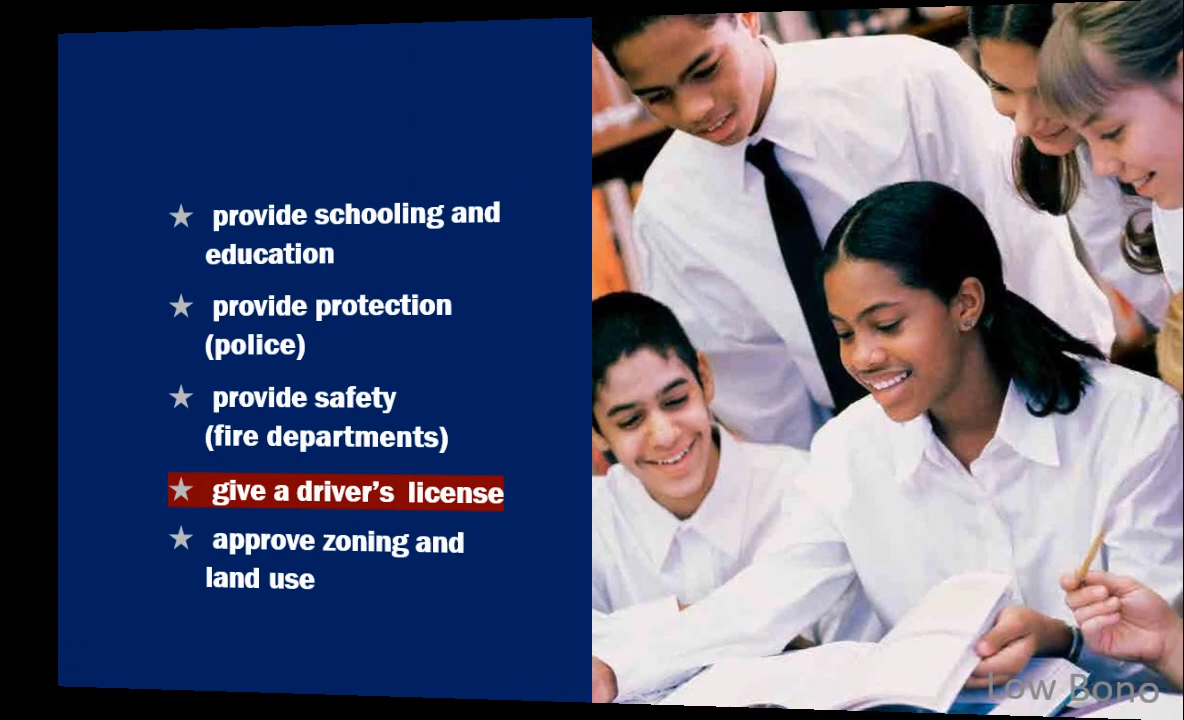 ★ provide schooling and
education
★ provide protection
(police)
★ provide safety
(fire departments)
★ give a driver's license
★ approve zoning and
land use
Low Bono